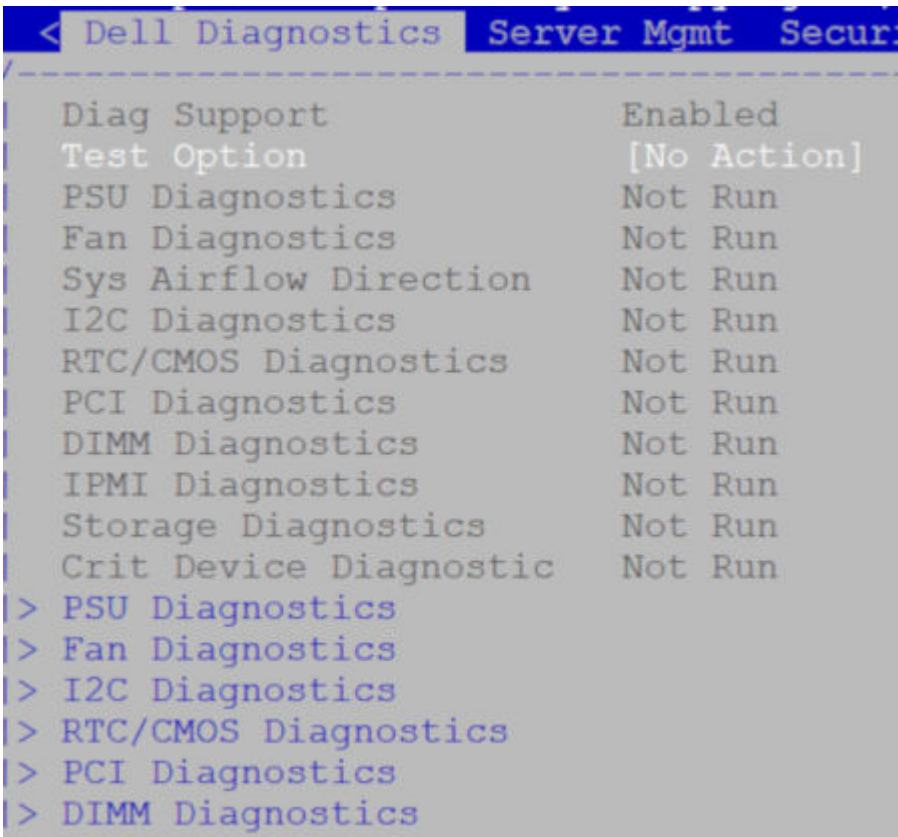 < Dell Diagnostics Server Mgmt Secur
Diag Support Enabled
Test Option [No Action]
PSU Diagnostics Not Run
Fan Diagnostics Not Run
Sys Airflow Direction Not Run
I2C Diagnostics Not Run
RTC/CMOS Diagnostics Not Run
PCI Diagnostics Not Run
DIMM Diagnostics Not Run
IPMI Diagnostics Not Run
Storage Diagnostics Not Run
Crit Device Diagnostic Not Run
|> PSU Diagnostics
|> Fan Diagnostics
|> I2C Diagnostics
|> RTC/CMOS Diagnostics
|> PCI Diagnostics
|> DIMM Diagnostics